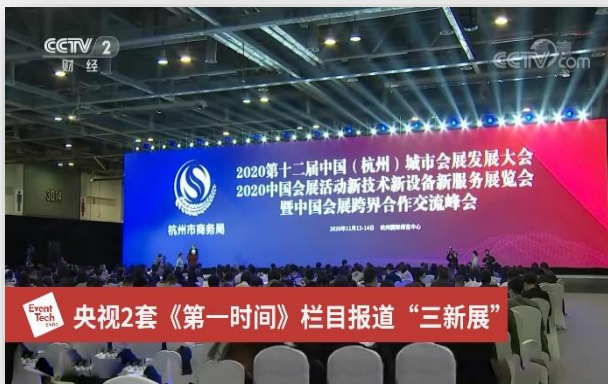 CCTV 2
财经
CCTV.com
2020第十二届中国（杭州）城市会展发展大会
2020中国会展活动新技术新设备新服务展览会
暨中国会展跨界合作交流峰会
杭州市商务局
2020年11月13-14日 杭州国际博览中心
Event
Tech
EXPO
央视2套《第一时间》栏目报道“三新展”